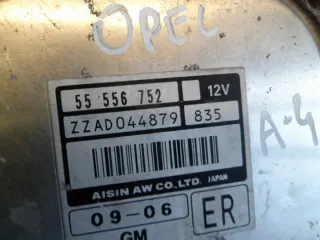 OPEL
55 556 752 12V
ZZAD044879 835
A-4
AISIN AW CO., LTD. JAPAN
09-06 ER
GM